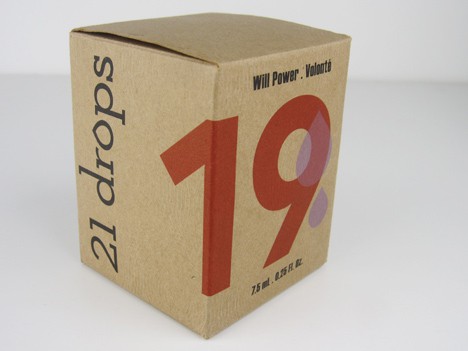 21 drops
Will Power . Volonté
19
7.5 ml . 0.25 Fl. Oz.